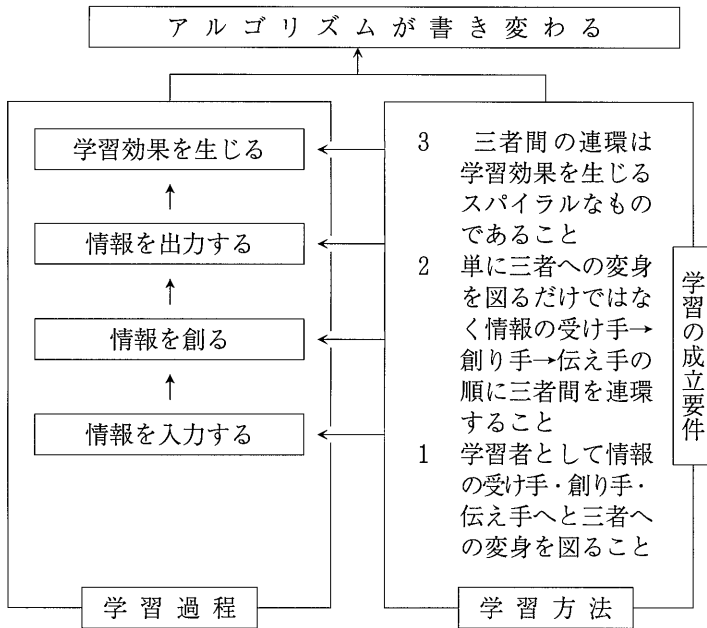 アルゴリズムが書き変わる
学習効果を生じる
↑
情報を出力する
↑
情報を創る
↑
情報を入力する
学習過程
3 三者間の連環は
学習効果を生じる
スパイラルなもの
であること
2 単に三者への変身
を図るだけではな
く情報の受け手→
創り手→伝え手の
順に三者間を連環
すること
1 学習者として情報
の受け手・創り手・
伝え手へと三者へ
の変身を図ること
学習方法
学習の成立要件